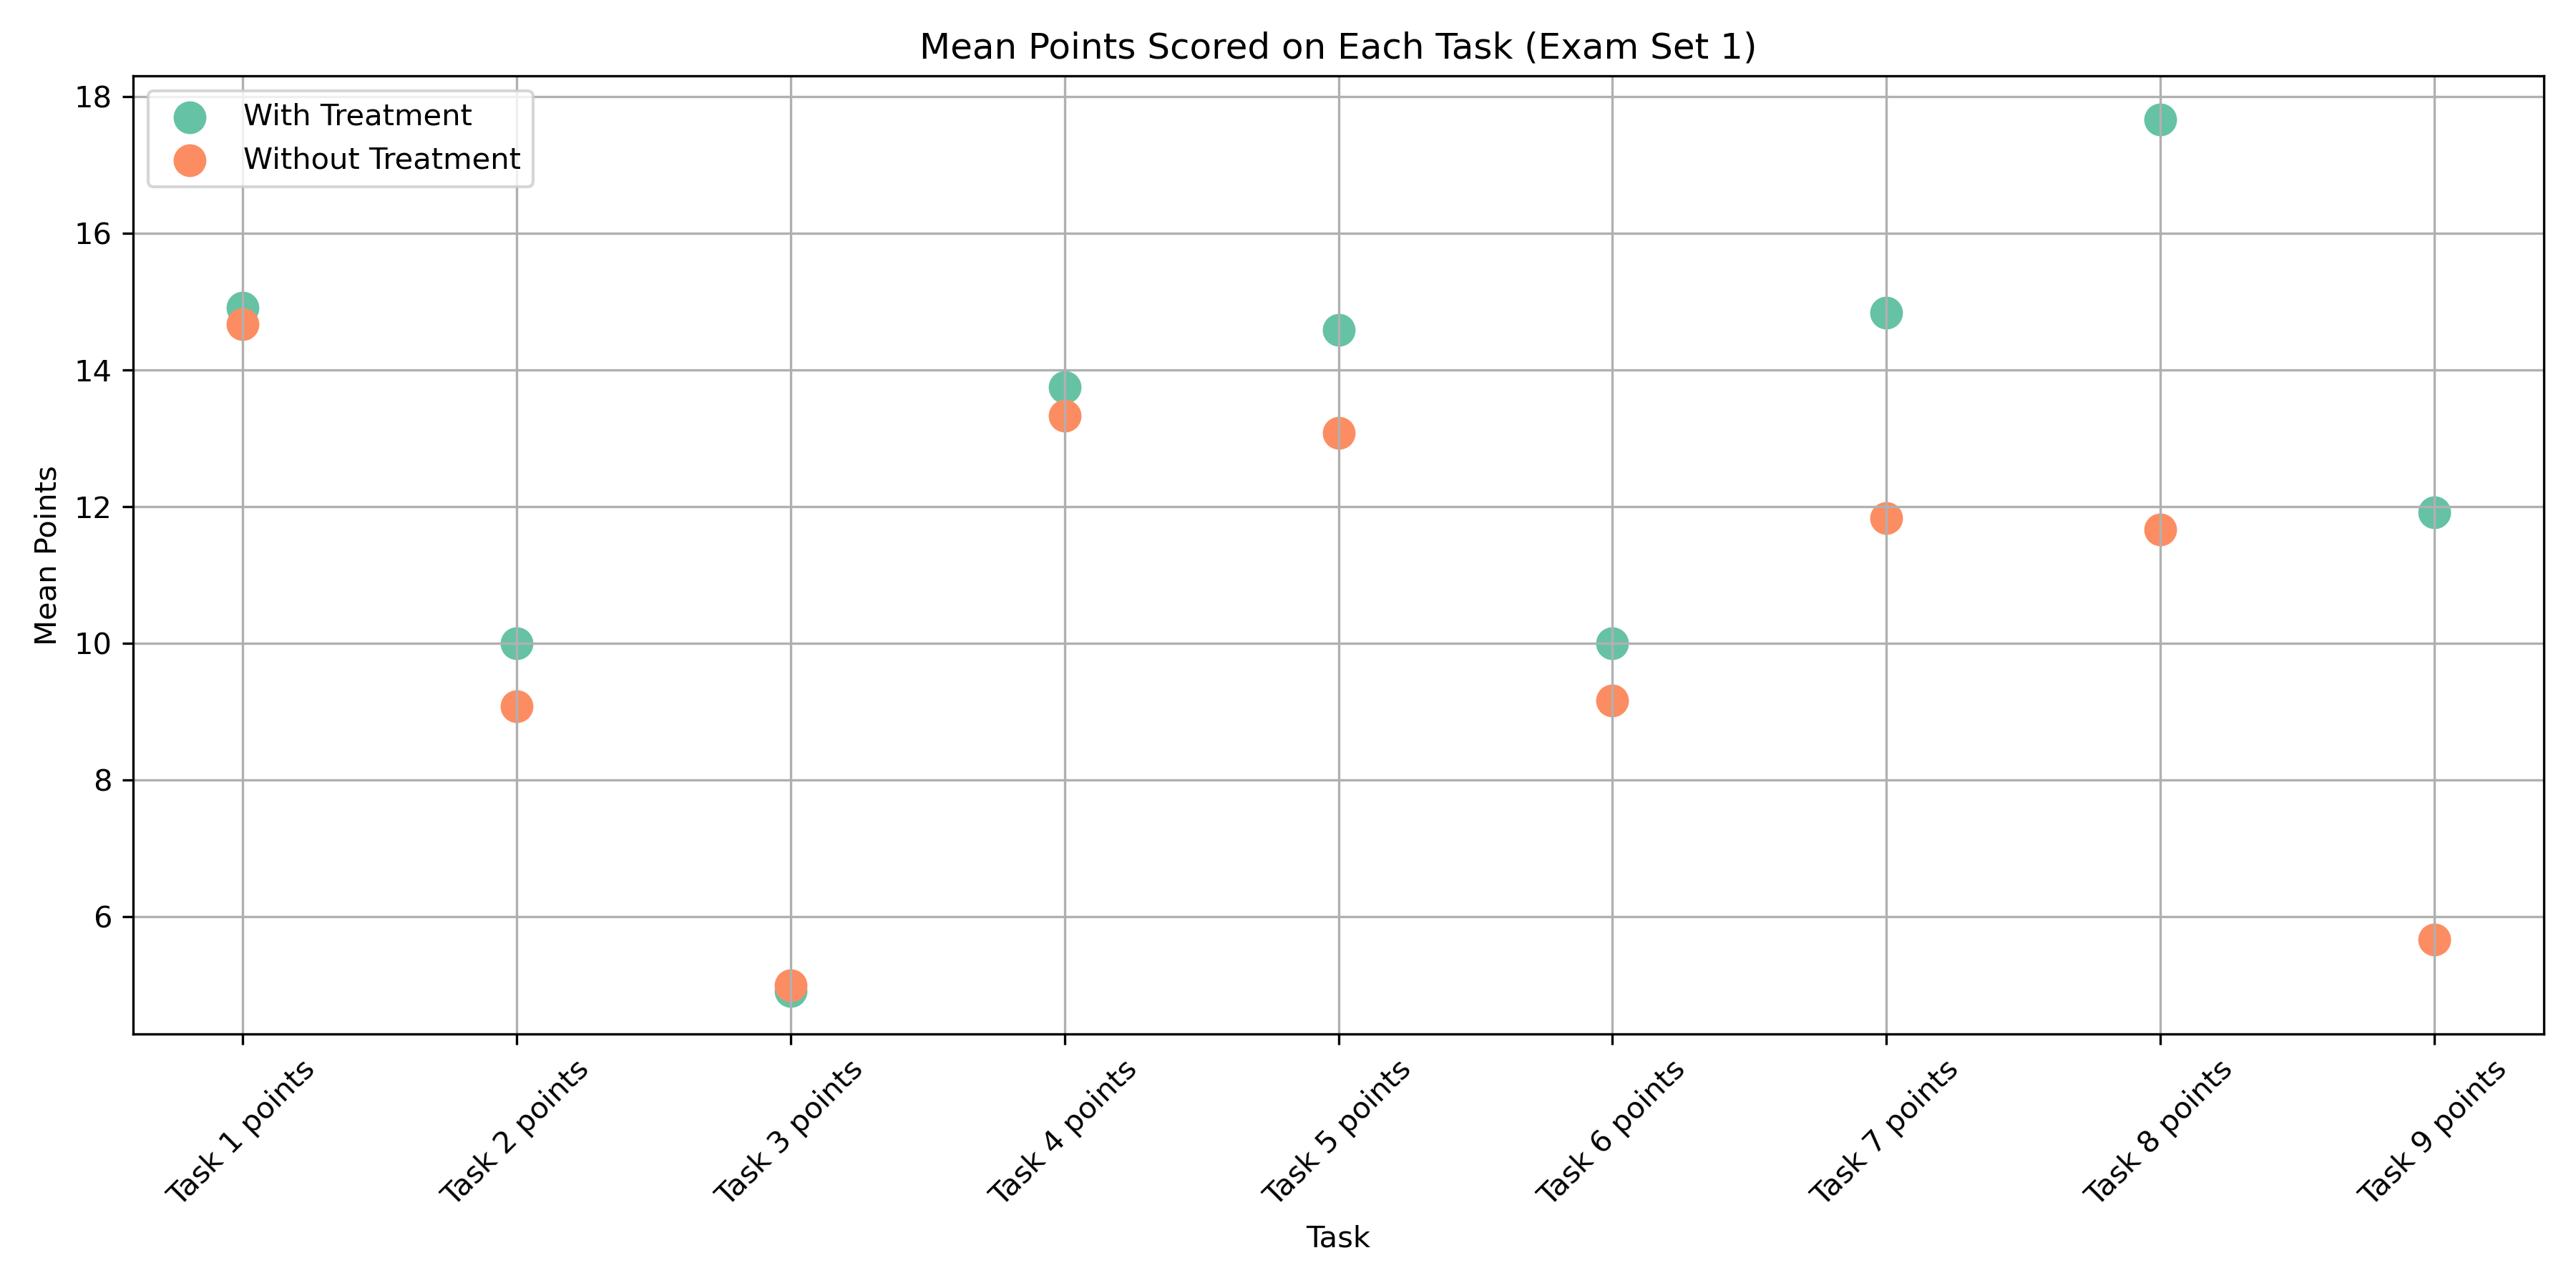 Mean Points Scored on Each Task (Exam Set 1)
With Treatment
Without Treatment
18
16
14
12
10
8
6
Mean Points
Task 1 points
Task 2 points
Task 3 points
Task 4 points
Task 5 points
Task 6 points
Task 7 points
Task 8 points
Task 9 points
Task